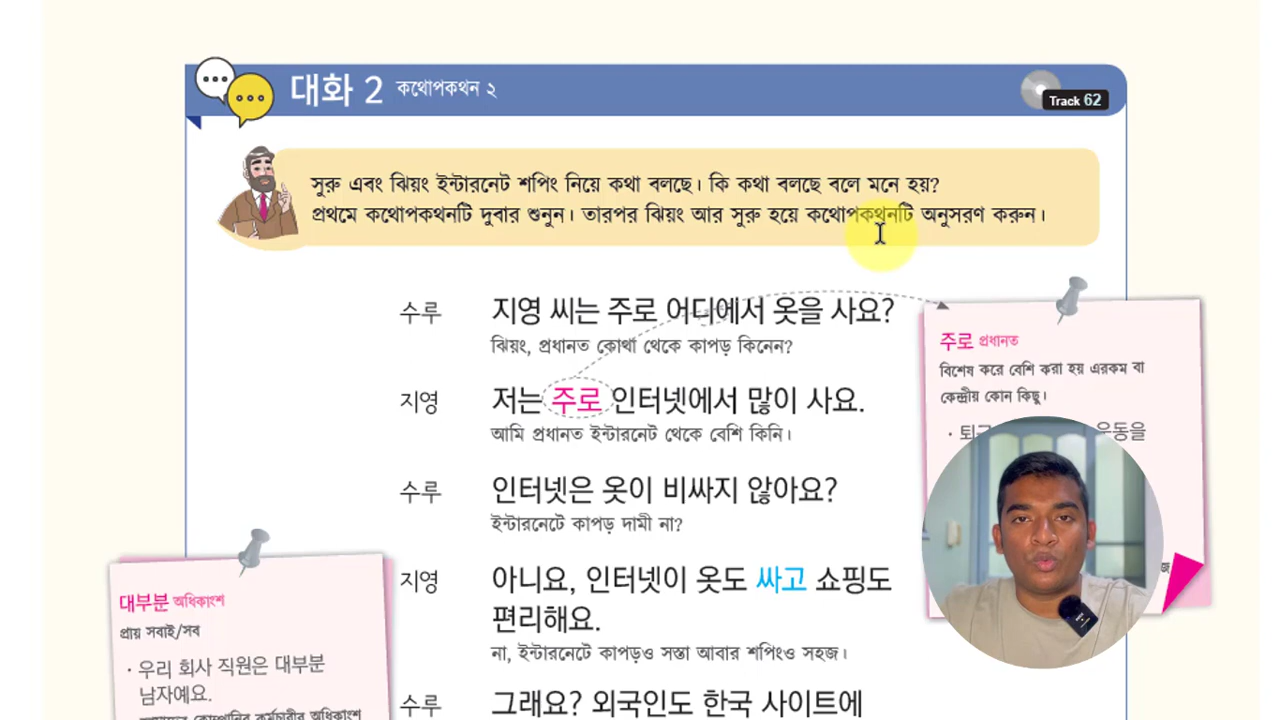 대화 2 কথোপকথন ২
Track 62
সুরু এবং ঝিয়ং ইন্টারনেট শপিং নিয়ে কথা বলছে। কি কথা বলছে বলে মনে হয়?
প্রথমে কথোপকথনটি দুবার শুনুন। তারপর ঝিয়ং আর সুরু হয়ে কথোপকথনটি অনুসরণ করুন।
수루 지영 씨는 주로 어디에서 옷을 사요?
ঝিয়ং, প্রধানত কোথা থেকে কাপড় কিনেন?
지영 저는 주로 인터넷에서 많이 사요.
আমি প্রধানত ইন্টারনেট থেকে বেশি কিনি।
수루 인터넷은 옷이 비싸지 않아요?
ইন্টারনেটে কাপড় দামী না?
지영 아니요, 인터넷이 옷도 싸고 쇼핑도
편리해요.
না, ইন্টারনেটে কাপড়ও সস্তা আবার শপিংও সহজ।
수루 그래요? 외국인도 한국 사이트에
주로 প্রধানত
বিশেষ করে বেশি করা হয় এরকম বা
কেন্দ্রীয় কোন কিছু।
대부분 অধিকাংশ
প্রায় সবাই/সব
· 우리 회사 직원은 대부분
남자예요.